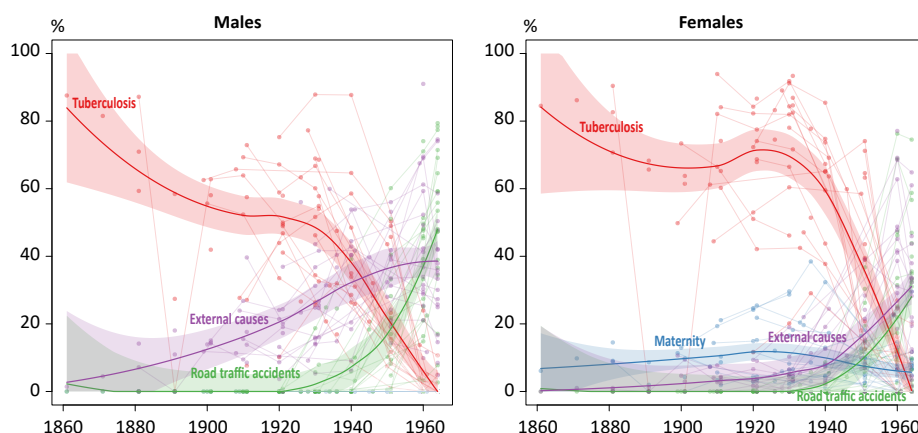 Males
%
100
80
60
40
20
0
Tuberculosis
External causes
Road traffic accidents
1860 1880 1900 1920 1940 1960
Females
%
100
80
60
40
20
0
Tuberculosis
Maternity
External causes
Road traffic accidents
1860 1880 1900 1920 1940 1960